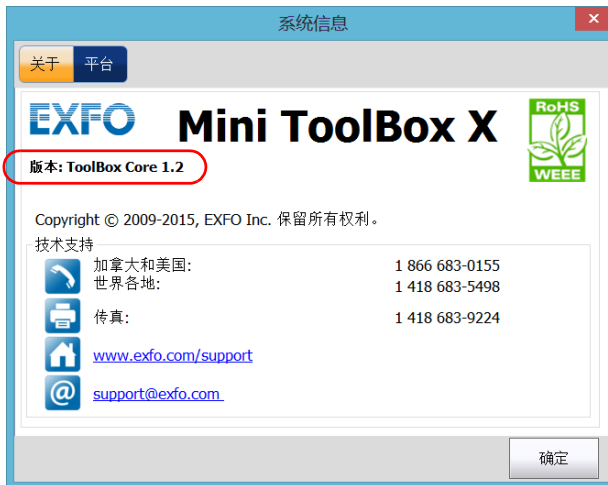 系统信息
关于 平台
EXFO Mini ToolBox X
RoHS
WEEE
版本: ToolBox Core 1.2
Copyright © 2009-2015, EXFO Inc. 保留所有权利。
技术支持
加拿大和美国: 1 866 683-0155
世界各地: 1 418 683-5498
传真: 1 418 683-9224
www.exfo.com/support
support@exfo.com
确定